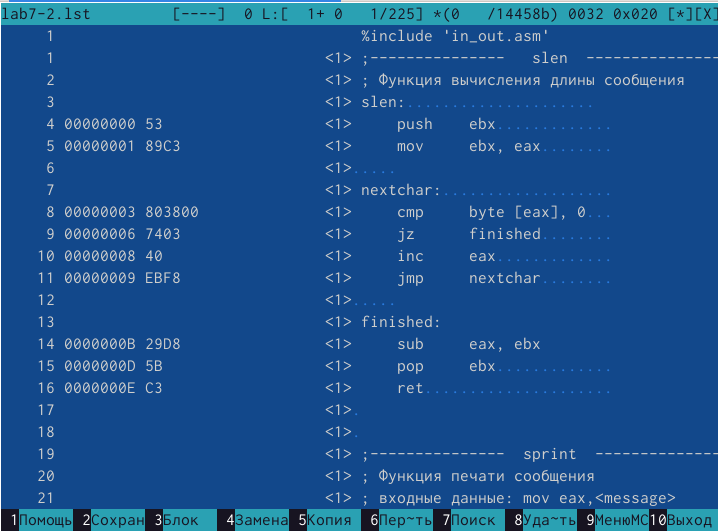 lab7-2.lst         [----]  0 L:[  1+ 0   1/225] *(0   /14458b) 0032 0x020 [*][X]
     1                                  %include 'in_out.asm'
     1                              <1> ;---------------   slen  ---------------
     2                              <1> ; Функция вычисления длины сообщения
     3                              <1> slen:.....................
     4 00000000 53                  <1>     push    ebx.............
     5 00000001 89C3                <1>     mov     ebx, eax........
     6                              <1>.....
     7                              <1> nextchar:...................
     8 00000003 803800              <1>     cmp     byte [eax], 0...
     9 00000006 7403                <1>     jz      finished........
    10 00000008 40                  <1>     inc     eax.............
    11 00000009 EBF8                <1>     jmp     nextchar........
    12                              <1>.....
    13                              <1> finished:
    14 0000000B 29D8                <1>     sub     eax, ebx
    15 0000000D 5B                  <1>     pop     ebx.............
    16 0000000E C3                  <1>     ret.....................
    17                              <1>.
    18                              <1>.
    19                              <1> ;---------------  sprint  --------------
    20                              <1> ; Функция печати сообщения
    21                              <1> ; входные данные: mov eax,<message>
1Помощь 2Сохран 3Блок 4Замена 5Копия 6Пер~ть 7Поиск 8Уда~ть 9МенюМС 10Выход